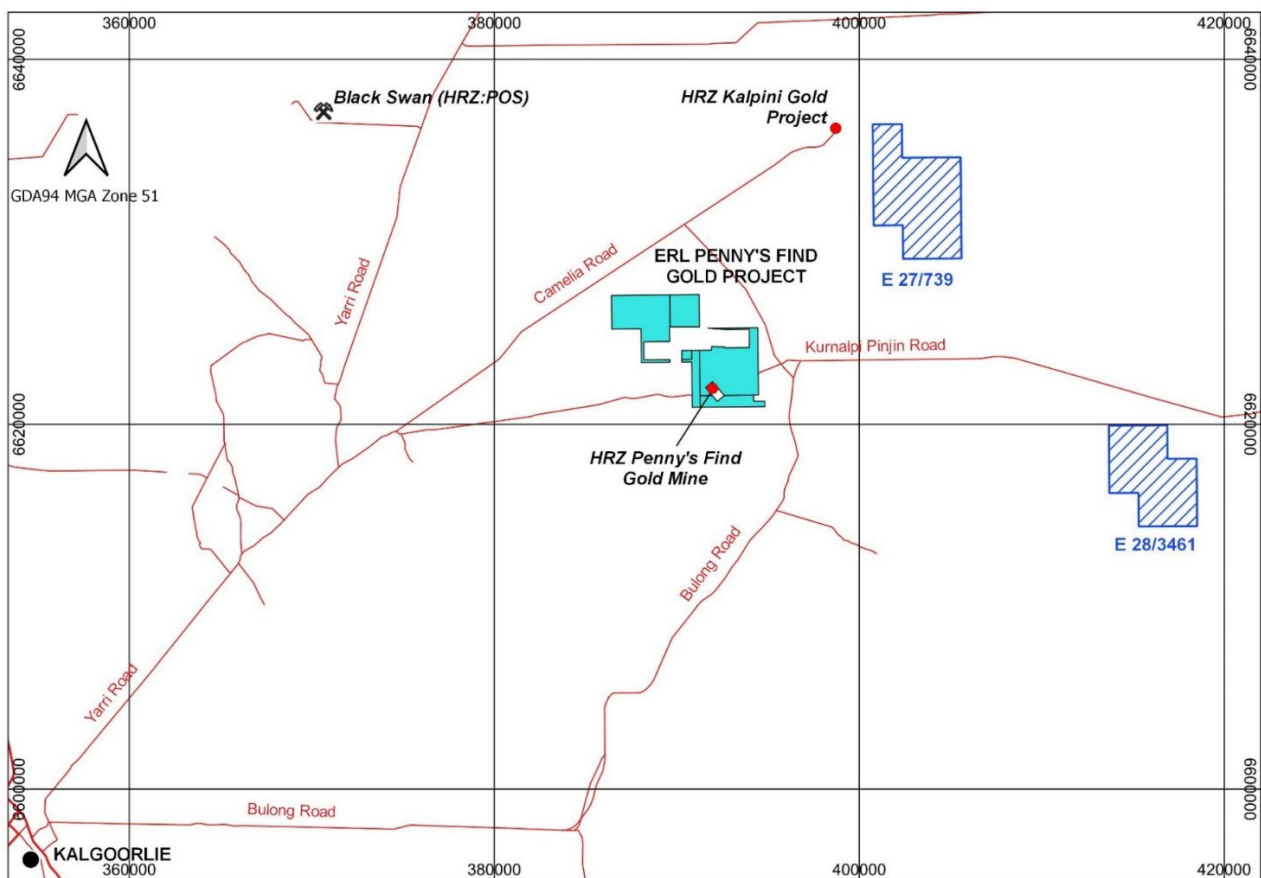 360000
380000
400000
420000
6640000
6640000
Black Swan (HRZ:POS)
HRZ Kalpini Gold
Project
GDA94 MGA Zone 51
Yarri Road
Camelia Road
ERL PENNY'S FIND
GOLD PROJECT
E 27/739
Kurnalpi Pinjin Road
6620000
6620000
HRZ Penny's Find
Gold Mine
Bulong Road
E 28/3461
Yarri Road
6600000
6600000
Bulong Road
KALGOORLIE
360000
380000
400000
420000